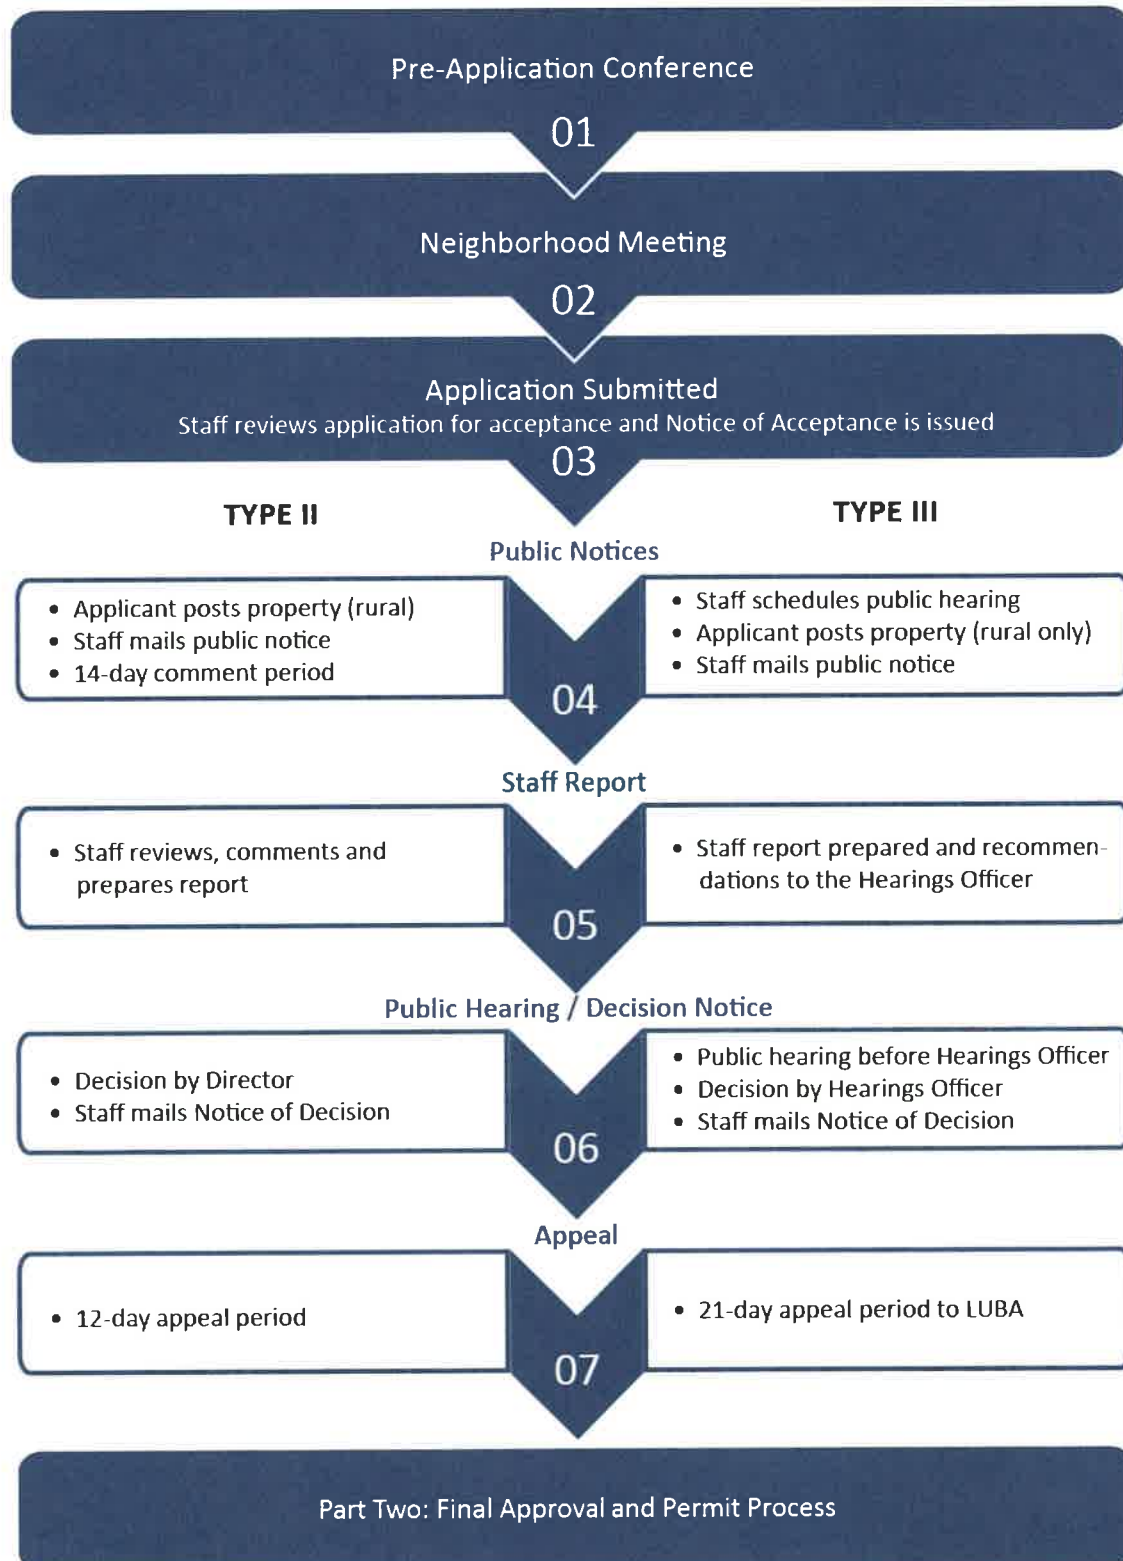 Pre-Application Conference
01
Neighborhood Meeting
02
Application Submitted
Staff reviews application for acceptance and Notice of Acceptance is issued
03
TYPE II
TYPE III
Public Notices
• Applicant posts property (rural)
• Staff mails public notice
• 14-day comment period
04
• Staff schedules public hearing
• Applicant posts property (rural only)
• Staff mails public notice
Staff Report
• Staff reviews, comments and
prepares report
05
• Staff report prepared and recommen-
dations to the Hearings Officer
Public Hearing / Decision Notice
• Decision by Director
• Staff mails Notice of Decision
06
• Public hearing before Hearings Officer
• Decision by Hearings Officer
• Staff mails Notice of Decision
Appeal
• 12-day appeal period
07
• 21-day appeal period to LUBA
Part Two: Final Approval and Permit Process